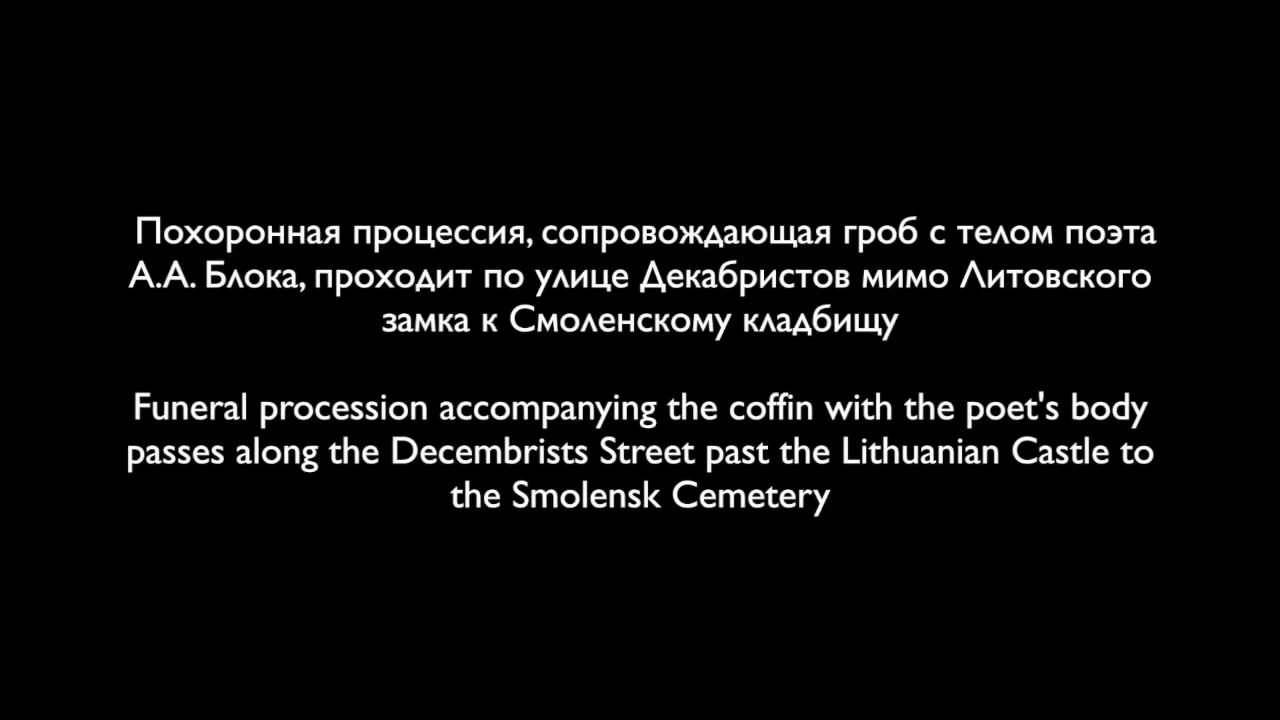 Похоронная процессия, сопровождающая гроб с телом поэта
А.А. Блока, проходит по улице Декабристов мимо Литовского
замка к Смоленскому кладбищу
Funeral procession accompanying the coffin with the poet's body
passes along the Decembrists Street past the Lithuanian Castle to
the Smolensk Cemetery